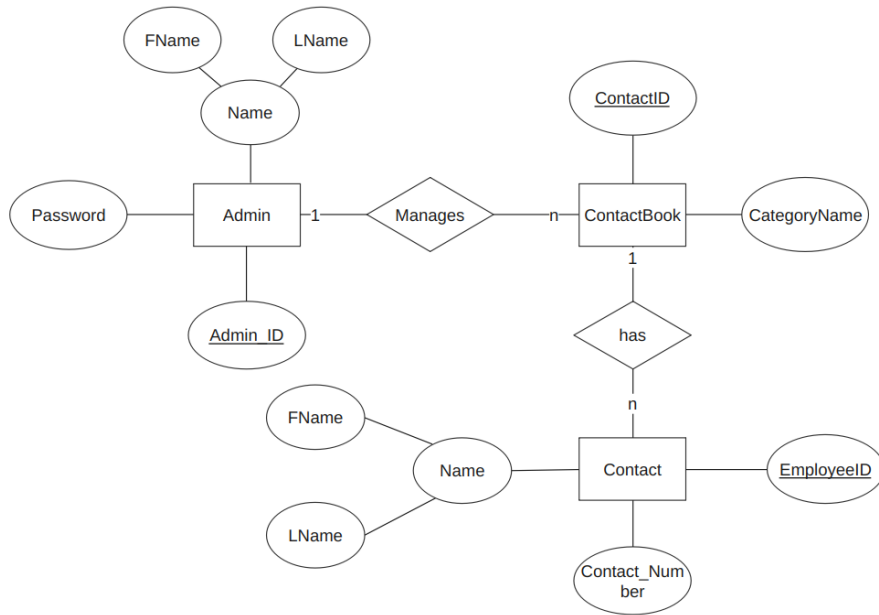 FName
LName
Name
ContactID
Password
Admin
1
Manages
n
ContactBook
CategoryName
1
Admin_ID
has
n
FName
Name
Contact
EmployeeID
LName
Contact_Num
ber